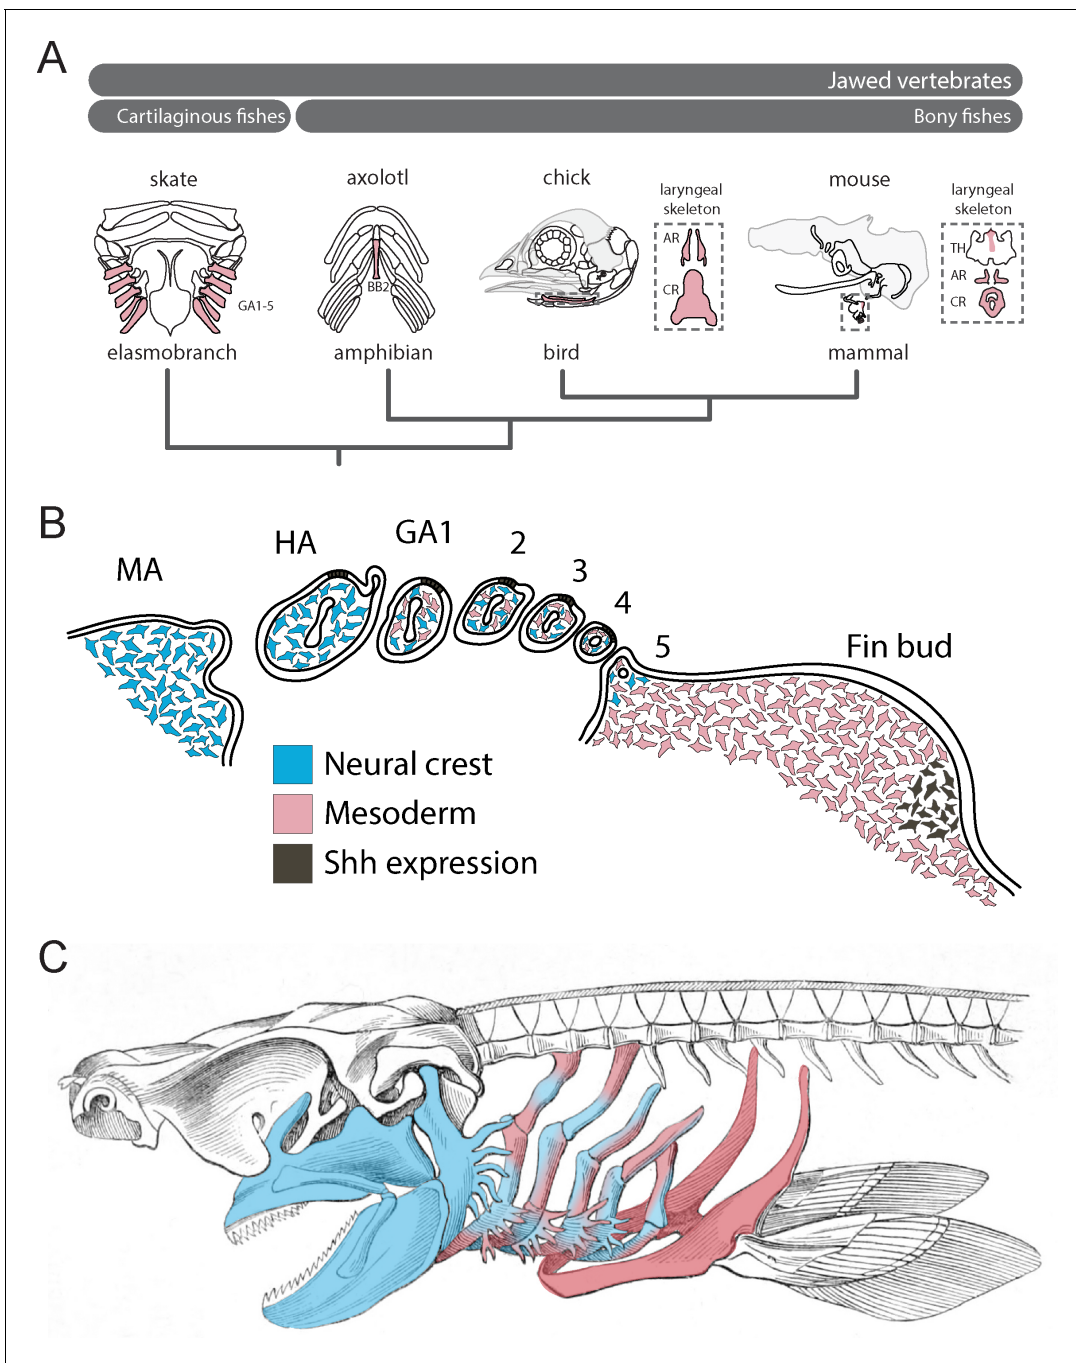 A
Jawed vertebrates
Cartilaginous fishes
Bony fishes
skate
axolotl
chick
laryngeal
skeleton
mouse
laryngeal
skeleton
AR
CR
TH
AR
CR
BB2
GA1-5
elasmobranch
amphibian
bird
mammal
B
MA
HA
GA1
2
3
4
5
Fin bud
Neural crest
Mesoderm
Shh expression
C